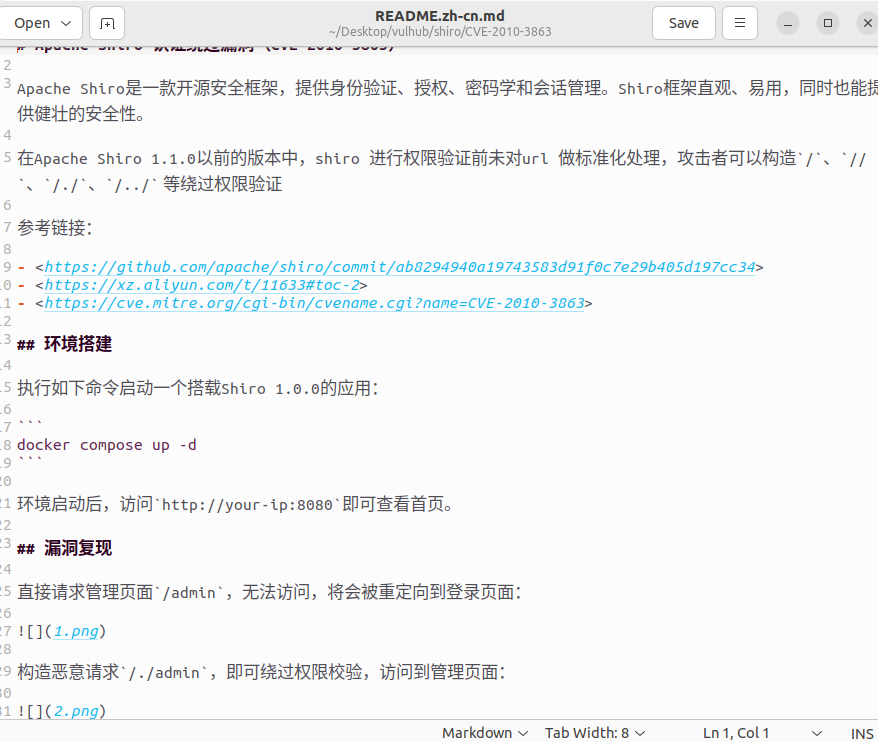 Open
README.zh-cn.md
~/Desktop/vulhub/shiro/CVE-2010-3863
Save
# Apache Shiro 认证绕过漏洞（CVE-2010-3863）
2
3 Apache Shiro是一款开源安全框架，提供身份验证、授权、密码学和会话管理。Shiro框架直观、易用，同时也能提
供健壮的安全性。
4
5 在Apache Shiro 1.1.0以前的版本中，shiro 进行权限验证前未对url 做标准化处理，攻击者可以构造`/`、`//
`、`/./`、`/../` 等绕过权限验证
6
7 参考链接：
8
9 - <https://github.com/apache/shiro/commit/ab8294940a19743583d91f0c7e29b405d197cc34>
10 - <https://xz.aliyun.com/t/11633#toc-2>
11 - <https://cve.mitre.org/cgi-bin/cvename.cgi?name=CVE-2010-3863>
12
13 ## 环境搭建
14
15 执行如下命令启动一个搭载Shiro 1.0.0的应用：
16
17 ```
18 docker compose up -d
19 ```
20
21 环境启动后，访问`http://your-ip:8080`即可查看首页。
22
23 ## 漏洞复现
24
25 直接请求管理页面`/admin`，无法访问，将会被重定向到登录页面：
26
27 ![](1.png)
28
29 构造恶意请求`/./admin`，即可绕过权限校验，访问到管理页面：
30
31 ![](2.png)
Markdown
Tab Width: 8
Ln 1, Col 1
INS